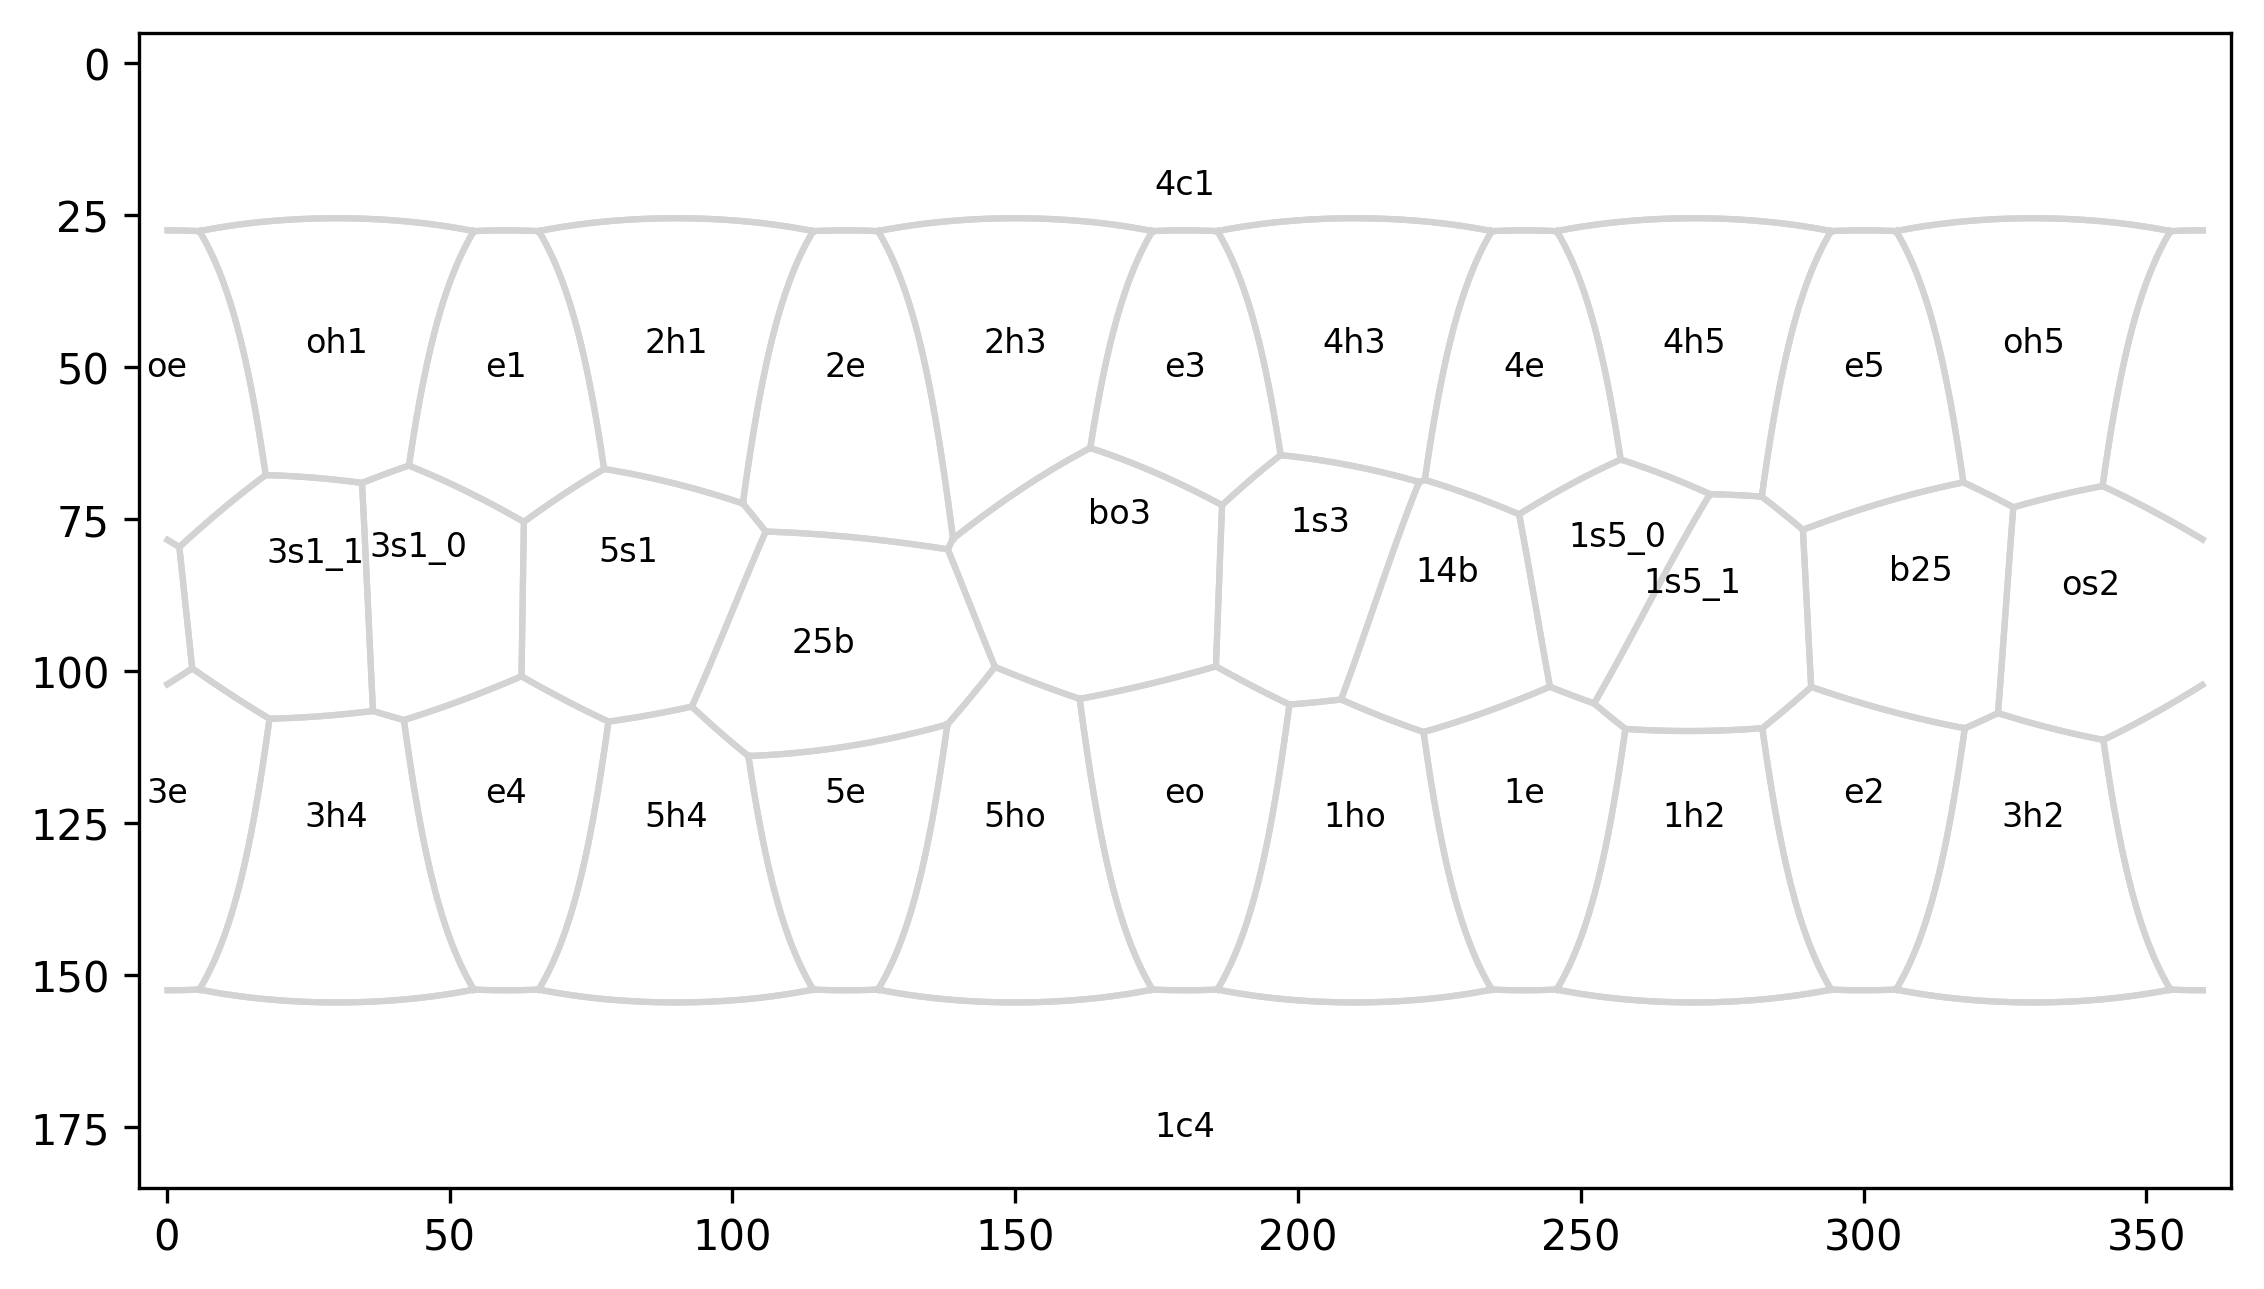 0
4c1
25
oh1 2h1 2h3 4h3 4h5 oh5
50 oe e1 2e e3 4e e5
75 bo3 1s3
3s1_1 3s1_0 5s1 1s5_0
14b 1s5_1 b25 os2
100 25b
3e e4 5e eo 1e e2
125 3h4 5h4 5ho 1ho 1h2 3h2
150
175 1c4
0 50 100 150 200 250 300 350